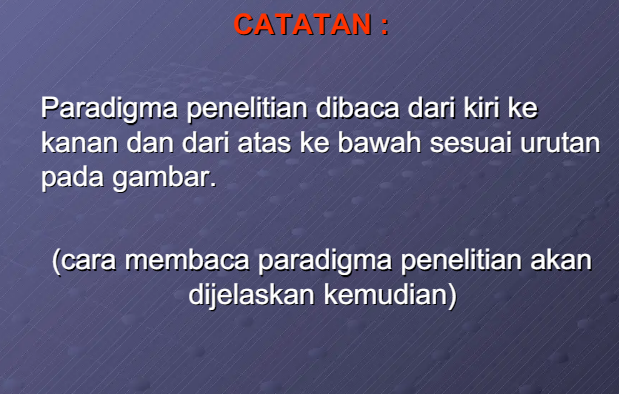 CATATAN :
Paradigma penelitian dibaca dari kiri ke
kanan dan dari atas ke bawah sesuai urutan
pada gambar.
(cara membaca paradigma penelitian akan
dijelaskan kemudian)